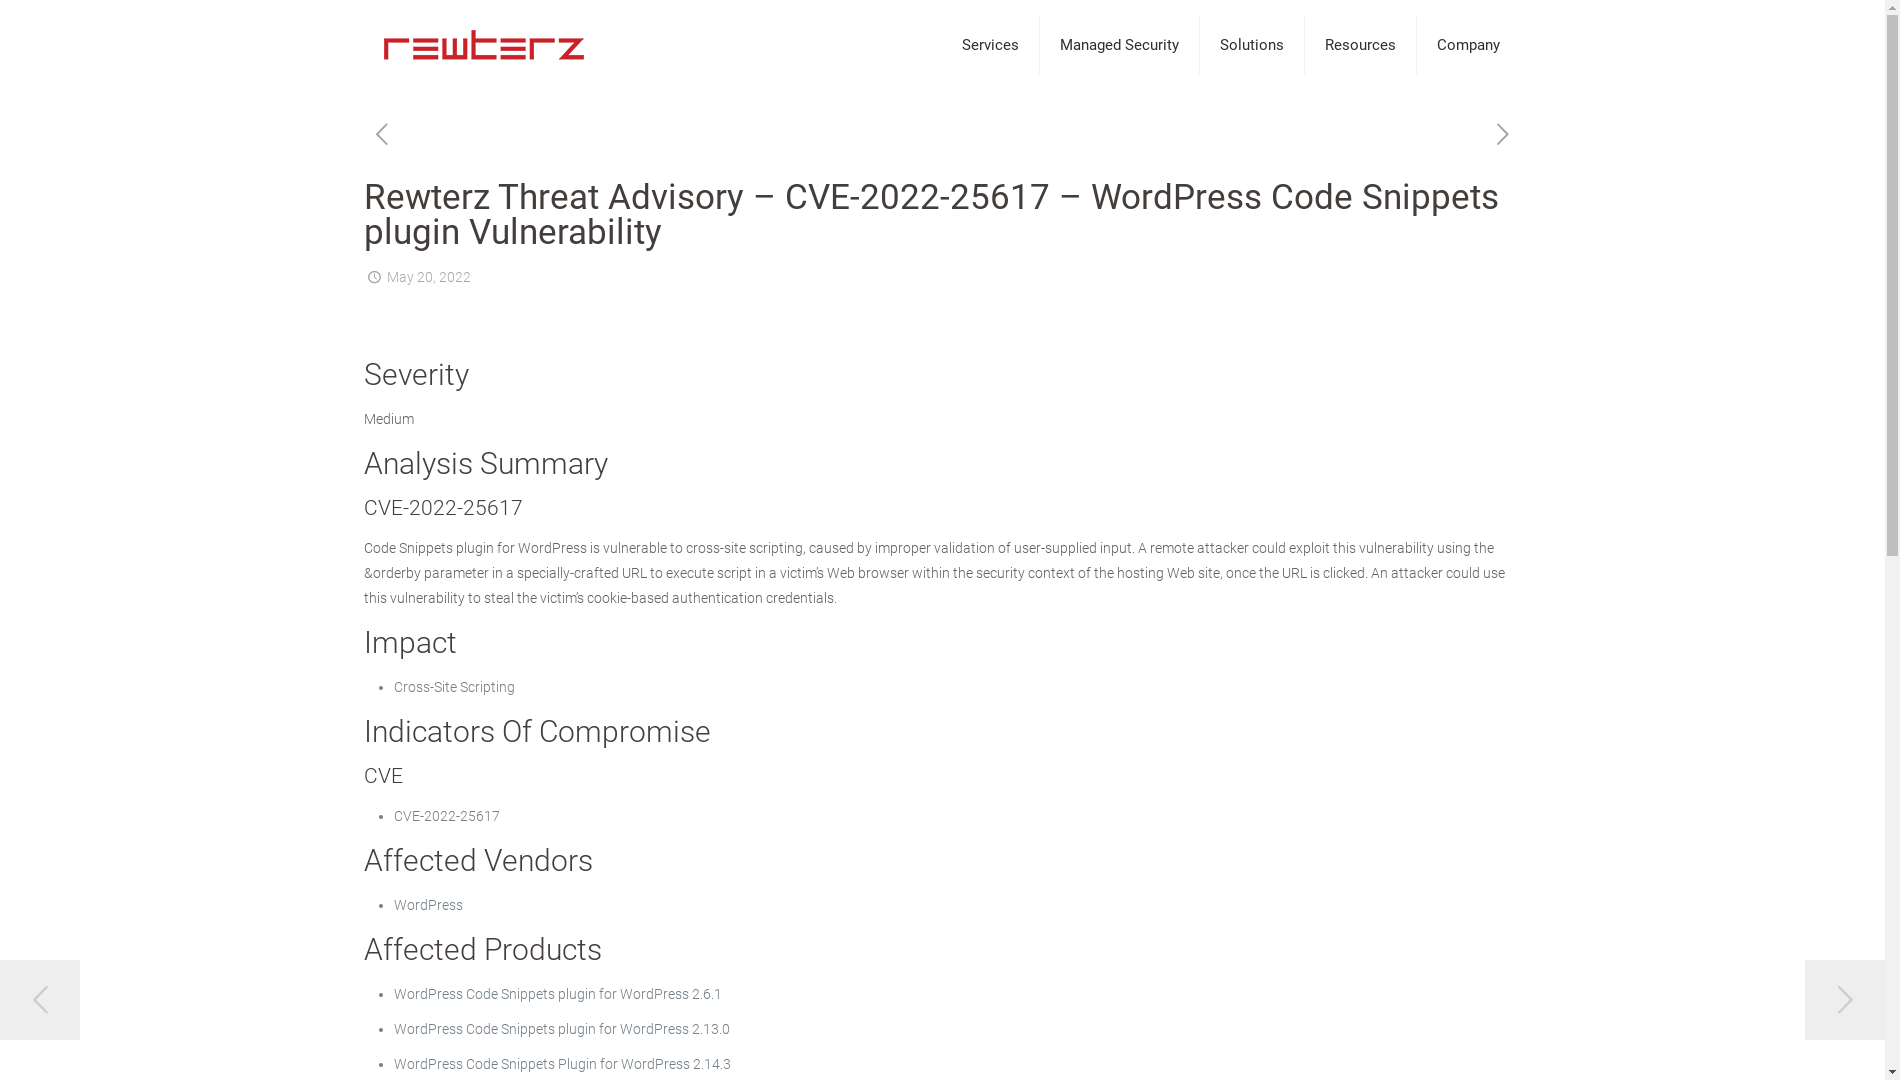 rewterz
Services
Managed Security
Solutions
Resources
Company
Rewterz Threat Advisory – CVE-2022-25617 – WordPress Code Snippets
plugin Vulnerability
May 20, 2022
Severity
Medium
Analysis Summary
CVE-2022-25617
Code Snippets plugin for WordPress is vulnerable to cross-site scripting, caused by improper validation of user-supplied input. A remote attacker could exploit this vulnerability using the
&orderby parameter in a specially-crafted URL to execute script in a victim’s Web browser within the security context of the hosting Web site, once the URL is clicked. An attacker could use
this vulnerability to steal the victim’s cookie-based authentication credentials.
Impact
• Cross-Site Scripting
Indicators Of Compromise
CVE
• CVE-2022-25617
Affected Vendors
• WordPress
Affected Products
• WordPress Code Snippets plugin for WordPress 2.6.1
• WordPress Code Snippets plugin for WordPress 2.13.0
• WordPress Code Snippets Plugin for WordPress 2.14.3